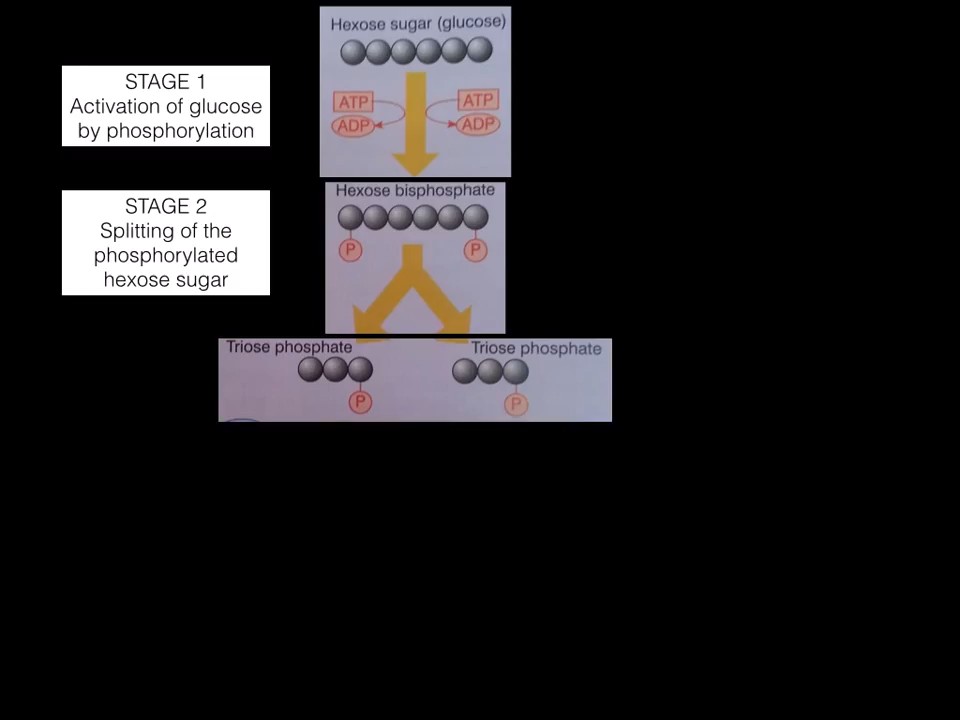 Hexose sugar (glucose)
STAGE 1
Activation of glucose
by phosphorylation
ATP
ATP
ADP
ADP
Hexose bisphosphate
STAGE 2
Splitting of the
phosphorylated
hexose sugar
P
P
Triose phosphate
Triose phosphate
P
P